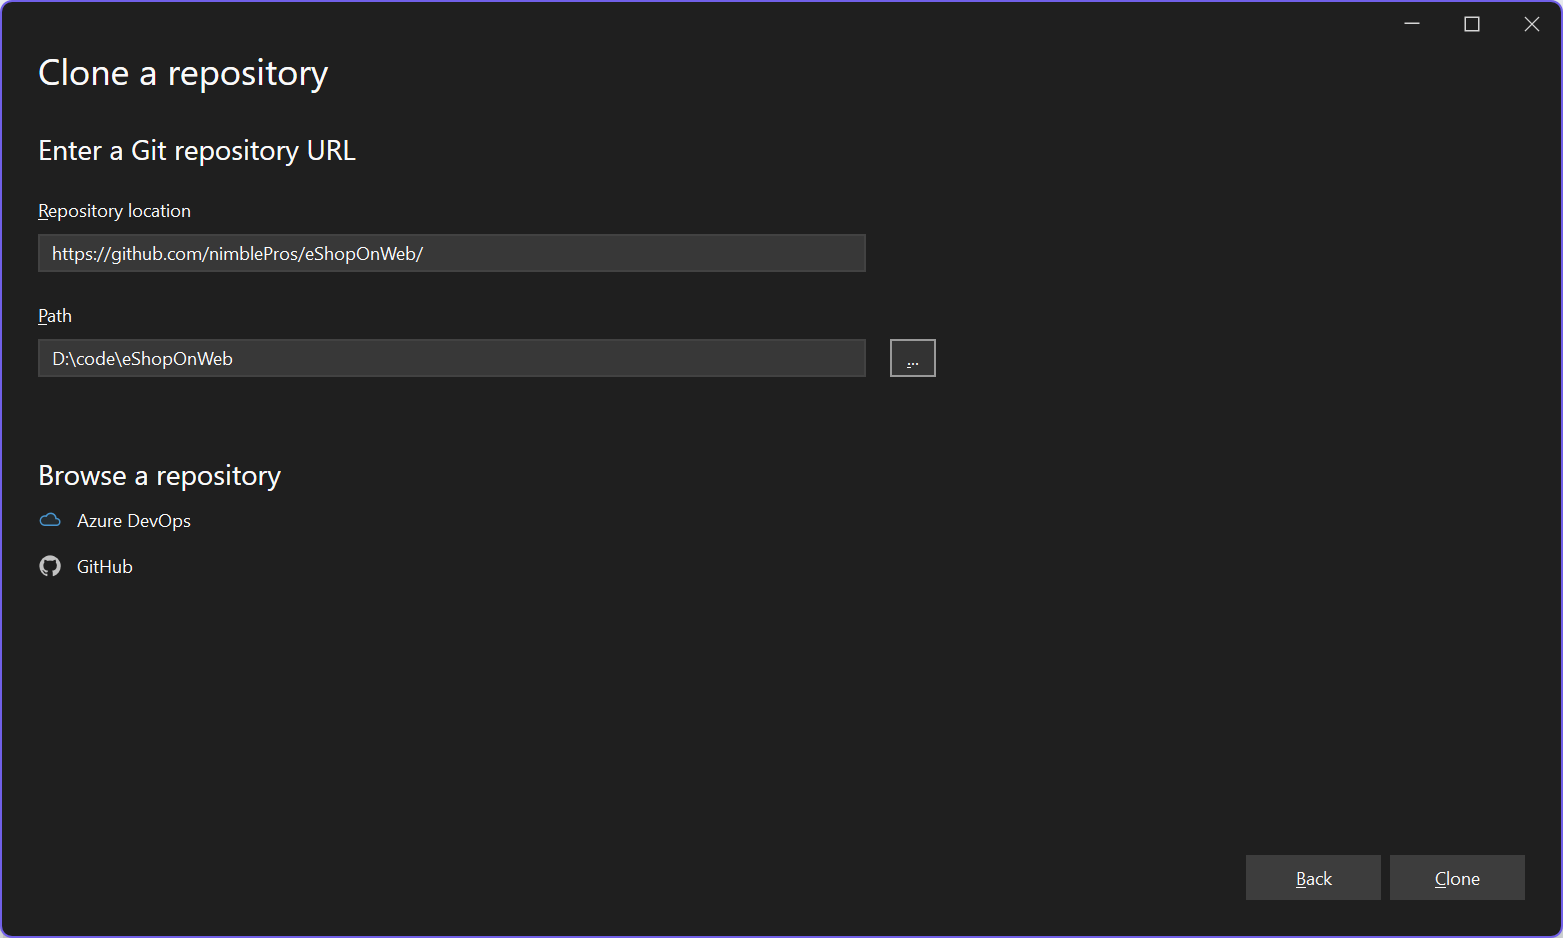 Clone a repository
Enter a Git repository URL
Repository location
https://github.com/nimblePros/eShopOnWeb/
Path
D:\code\eShopOnWeb
...
Browse a repository
Azure DevOps
GitHub
Back
Clone